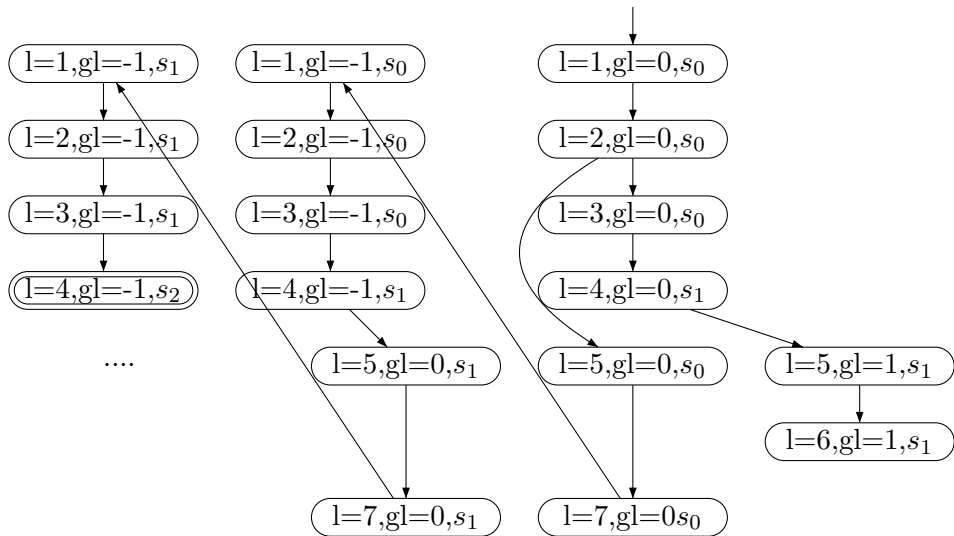 l=1,gl=-1,s₁ l=1,gl=-1,s₀ l=1,gl=0,s₀
l=2,gl=-1,s₁ l=2,gl=-1,s₀ l=2,gl=0,s₀
l=3,gl=-1,s₁ l=3,gl=-1,s₀ l=3,gl=0,s₀
l=4,gl=-1,s₂ l=4,gl=-1,s₁ l=4,gl=0,s₁
.... l=5,gl=0,s₁ l=5,gl=0,s₀ l=5,gl=1,s₁
l=6,gl=1,s₁
l=7,gl=0,s₁ l=7,gl=0s₀